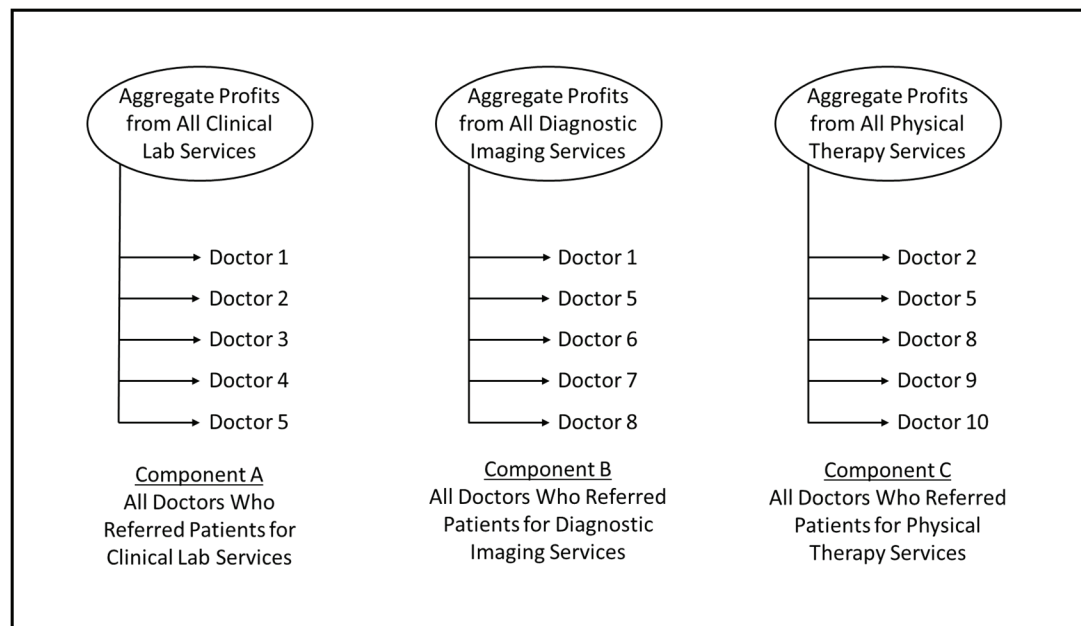 Aggregate Profits
from All Clinical
Lab Services
Doctor 1
Doctor 2
Doctor 3
Doctor 4
Doctor 5
Component A
All Doctors Who
Referred Patients for
Clinical Lab Services
Aggregate Profits
from All Diagnostic
Imaging Services
Doctor 1
Doctor 5
Doctor 6
Doctor 7
Doctor 8
Component B
All Doctors Who Referred
Patients for Diagnostic
Imaging Services
Aggregate Profits
from All Physical
Therapy Services
Doctor 2
Doctor 5
Doctor 8
Doctor 9
Doctor 10
Component C
All Doctors Who Referred
Patients for Physical
Therapy Services